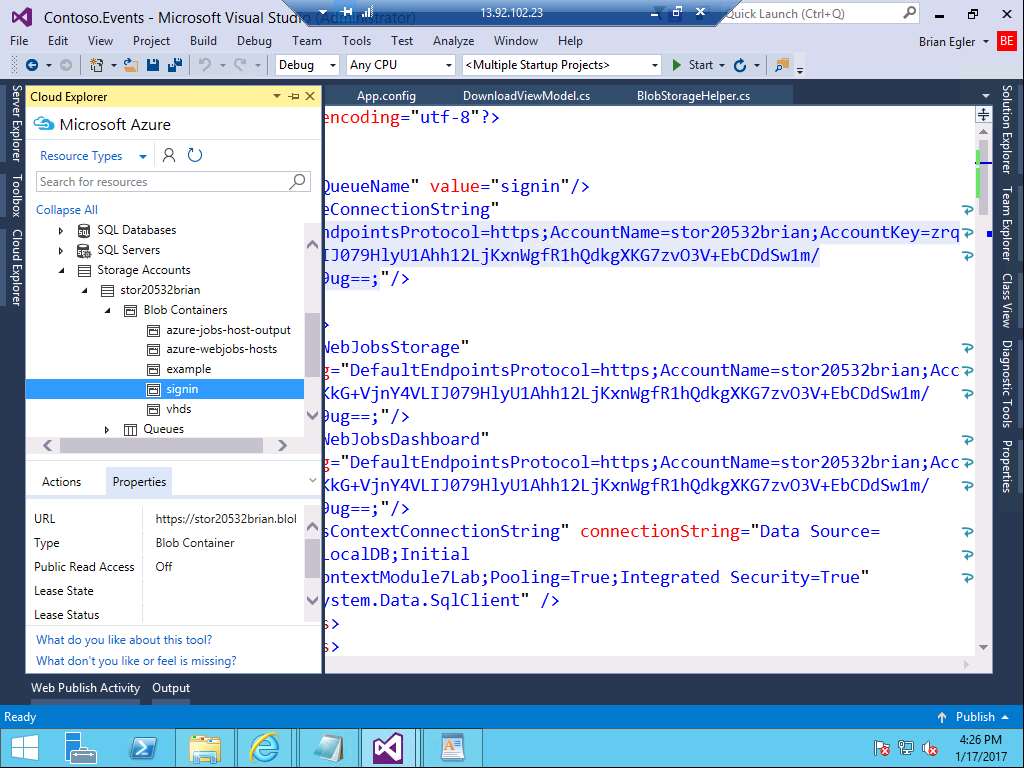 Contoso.Events - Microsoft Visual Studio (Administrator)
13.92.102.23
Quick Launch (Ctrl+Q)
File Edit View Project Build Debug Team Tools Test Analyze Window Help
Brian Egler BE
Debug Any CPU <Multiple Startup Projects> Start
Server Explorer
Toolbox
Cloud Explorer
Cloud Explorer
Microsoft Azure
Resource Types
Search for resources
Collapse All
SQL Databases
SQL Servers
Storage Accounts
stor20532brian
Blob Containers
azure-jobs-host-output
azure-webjobs-hosts
example
signin
vhds
Queues
Actions Properties
URL https://stor20532brian.blol
Type Blob Container
Public Read Access Off
Lease State
Lease Status
What do you like about this tool?
What don't you like or feel is missing?
App.config DownloadViewModel.cs BlobStorageHelper.cs
encoding="utf-8"?>
QueueName" value="signin"/>
eConnectionString"
ndpointsProtocol=https;AccountName=stor20532brian;AccountKey=zrq
IJ079HlyU1Ahh12LjKxnWgfR1hQdkgXKG7zvO3V+EbCDdSw1m/
9ug==;"/>
>
WebJobsStorage"
g="DefaultEndpointsProtocol=https;AccountName=stor20532brian;Acc
KkG+VjnY4VLIJ079HlyU1Ahh12LjKxnWgfR1hQdkgXKG7zvO3V+EbCDdSw1m/
9ug==;"/>
WebJobsDashboard"
g="DefaultEndpointsProtocol=https;AccountName=stor20532brian;Acc
KkG+VjnY4VLIJ079HlyU1Ahh12LjKxnWgfR1hQdkgXKG7zvO3V+EbCDdSw1m/
9ug==;"/>
sContextConnectionString" connectionString="Data Source=
LocalDB;Initial
ontextModule7Lab;Pooling=True;Integrated Security=True"
ystem.Data.SqlClient" />
s>
s>
Solution Explorer
Team Explorer
Class View
Diagnostic Tools
Properties
Web Publish Activity Output
Ready
Publish
4:26 PM
1/17/2017